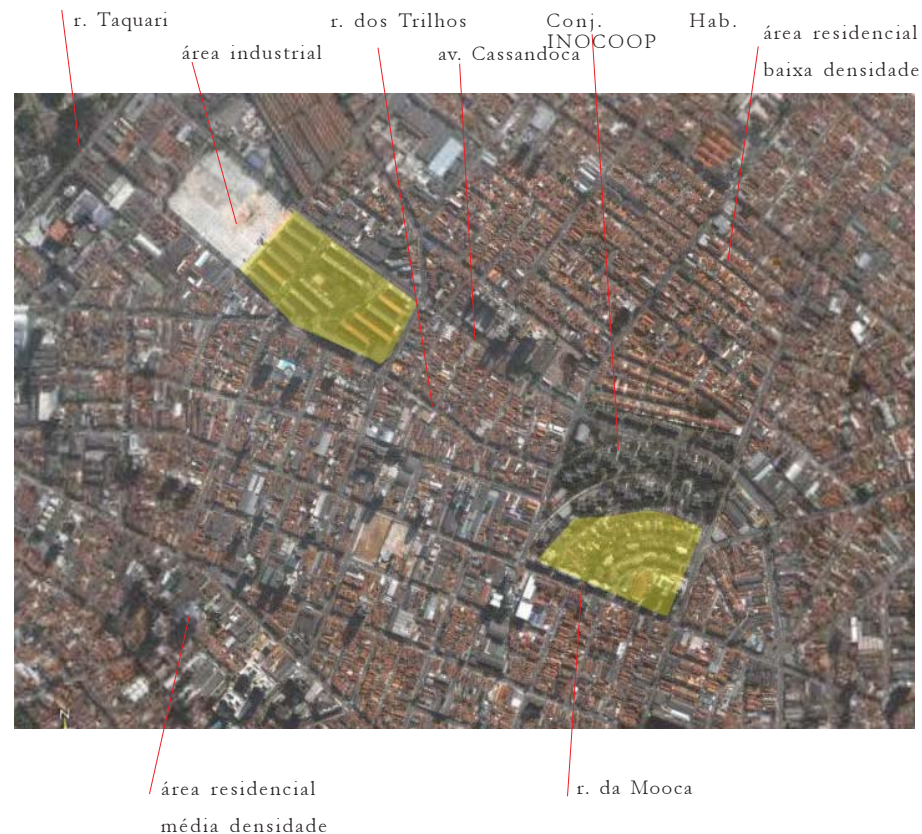 r. Taquari
r. dos Trilhos
Conj. Hab.
INOCOOP
área residencial
baixa densidade
área industrial
av. Cassandoca
N
área residencial
média densidade
r. da Mooca